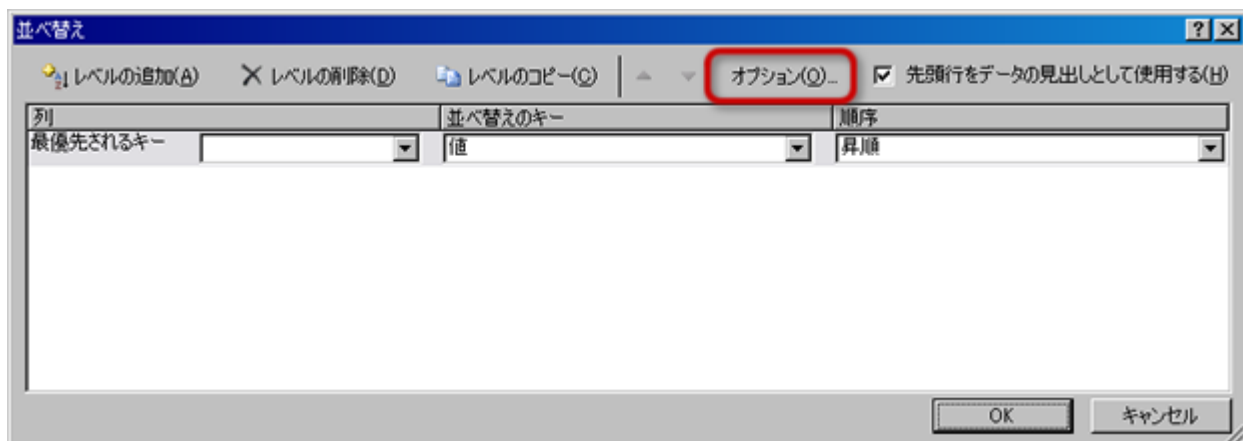 並べ替え
レベルの追加(A) レベルの削除(D) レベルのコピー(C) オプション(O)... 先頭行をデータの見出しとして使用する(H)
列 並べ替えのキー 順序
最優先されるキー 値 昇順
OK キャンセル